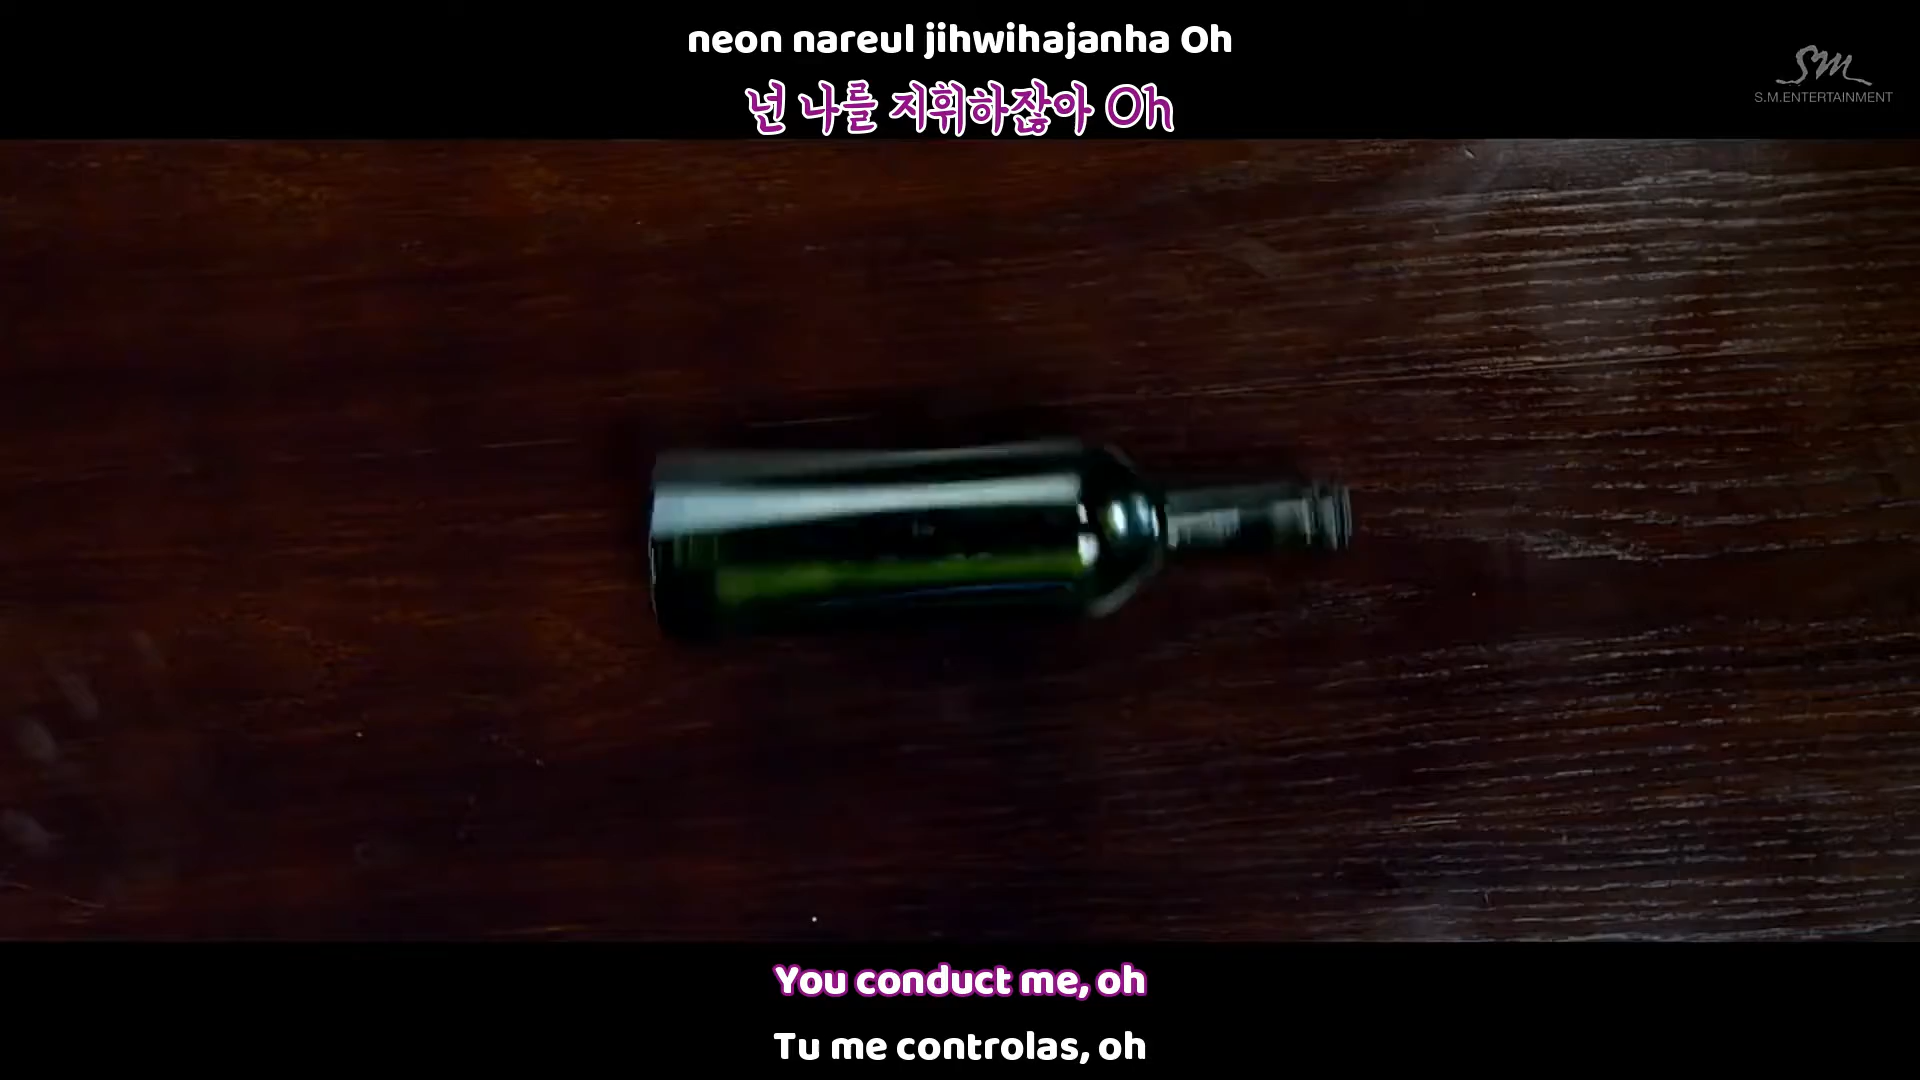 neon nareul jihwihajanha Oh
넌 나를 지휘하잖아 Oh
SM
S.M.ENTERTAINMENT
You conduct me, oh
Tu me controlas, oh